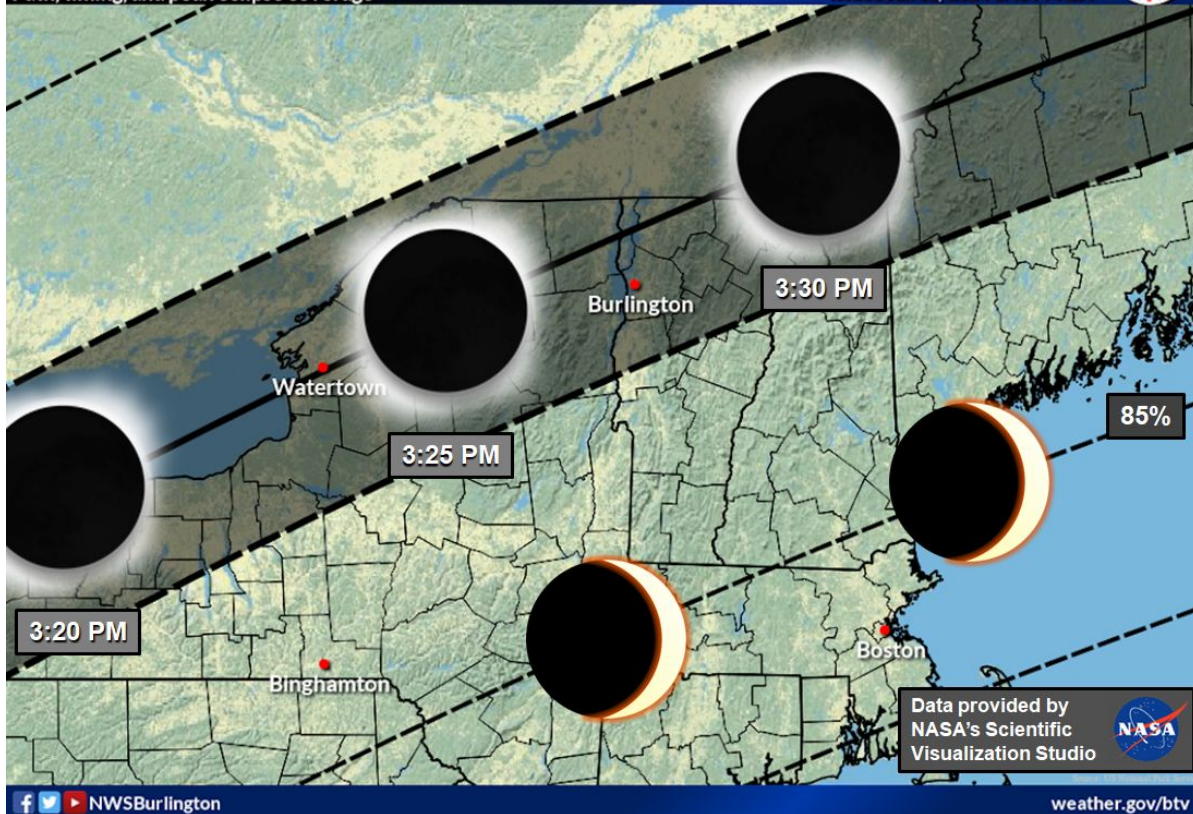 Burlington
3:30 PM
Watertown
85%
3:25 PM
3:20 PM
Boston
Binghamton
Data provided by
NASA's Scientific
Visualization Studio
NASA
NWSBurlington
weather.gov/btv